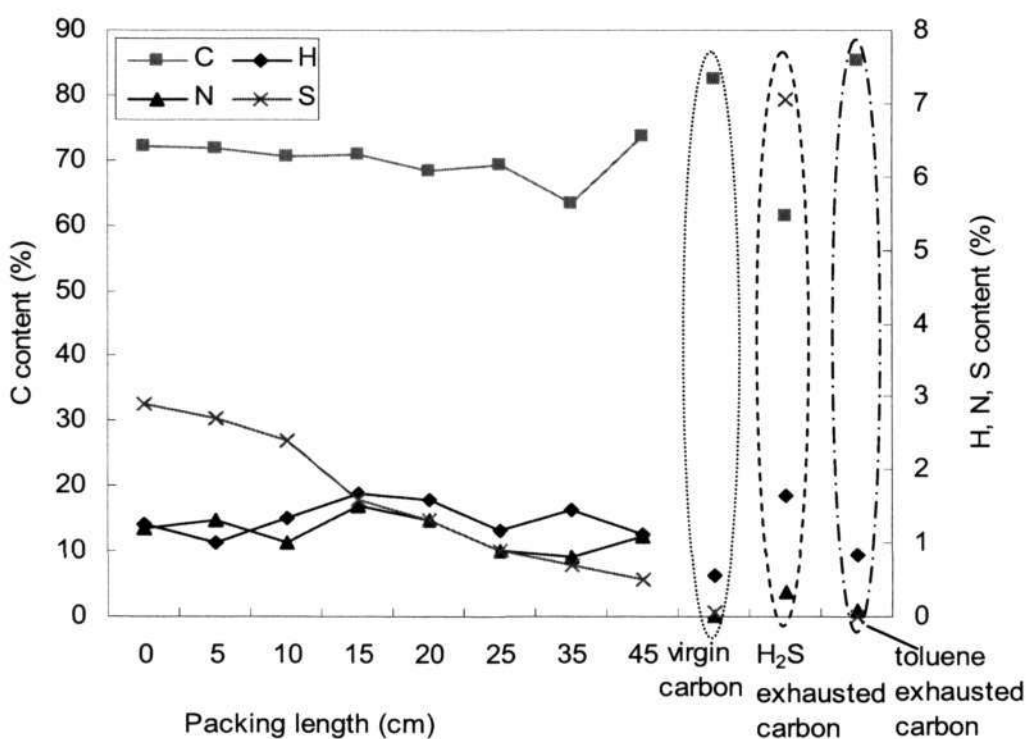 C H
N S
90
80
70
60
50
40
30
20
10
0
C content (%)
8
7
6
5
4
3
2
1
0
H, N, S content (%)
0 5 10 15 20 25 35 45
Packing length (cm)
virgin
carbon
H₂S
exhausted
carbon
toluene
exhausted
carbon